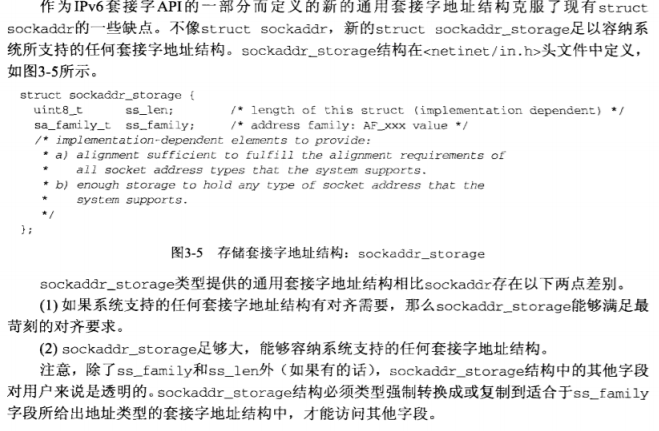 作为IPv6套接字API的一部分而定义的新的通用套接字地址结构克服了现有struct
sockaddr的一些缺点。不像struct sockaddr，新的struct sockaddr_storage足以容纳系
统所支持的任何套接字地址结构。sockaddr_storage结构在<netinet/in.h>头文件中定义，
如图3-5所示。
struct sockaddr_storage {
uint8_t ss_len; /* length of this struct (implementation dependent) */
sa_family_t ss_family; /* address family: AF_xxx value */
/* implementation-dependent elements to provide:
* a) alignment sufficient to fulfill the alignment requirements of
* all socket address types that the system supports.
* b) enough storage to hold any type of socket address that the
* system supports.
*/
};
图3-5 存储套接字地址结构：sockaddr_storage
sockaddr_storage类型提供的通用套接字地址结构相比sockaddr存在以下两点差别。
(1) 如果系统支持的任何套接字地址结构有对齐需要，那么sockaddr_storage能够满足最
苛刻的对齐要求。
(2) sockaddr_storage足够大，能够容纳系统支持的任何套接字地址结构。
注意，除了ss_family和ss_len外（如果有的话），sockaddr_storage结构中的其他字段
对用户来说是透明的。sockaddr_storage结构必须类型强制转换成或复制到适合于ss_family
字段所给出地址类型的套接字地址结构中，才能访问其他字段。